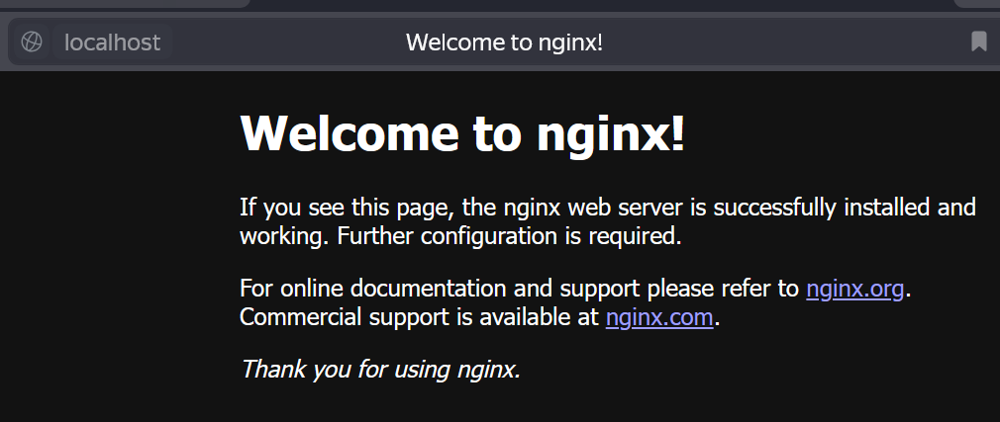 localhost
Welcome to nginx!
Welcome to nginx!
If you see this page, the nginx web server is successfully installed and
working. Further configuration is required.
For online documentation and support please refer to nginx.org.
Commercial support is available at nginx.com.
Thank you for using nginx.